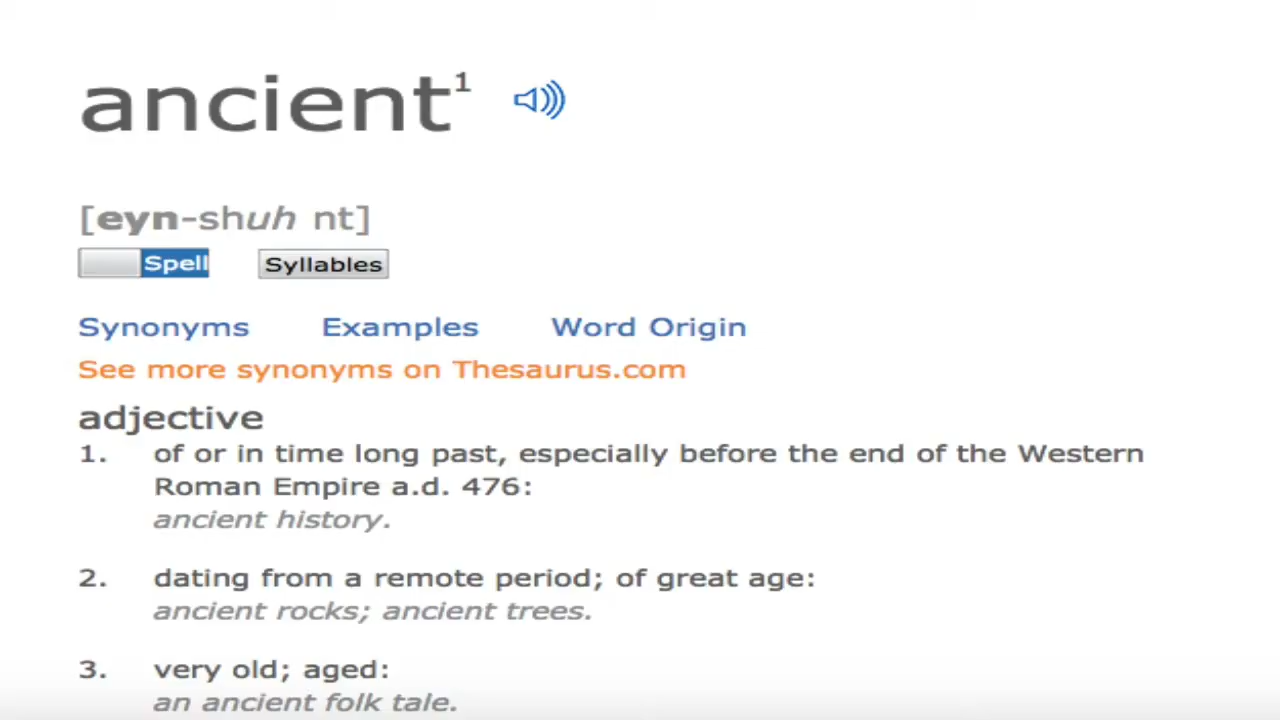 ancient1
[eyn-shuh nt]
Spell Syllables
Synonyms Examples Word Origin
See more synonyms on Thesaurus.com
adjective
1. of or in time long past, especially before the end of the Western
Roman Empire a.d. 476:
ancient history.
2. dating from a remote period; of great age:
ancient rocks; ancient trees.
3. very old; aged:
an ancient folk tale.